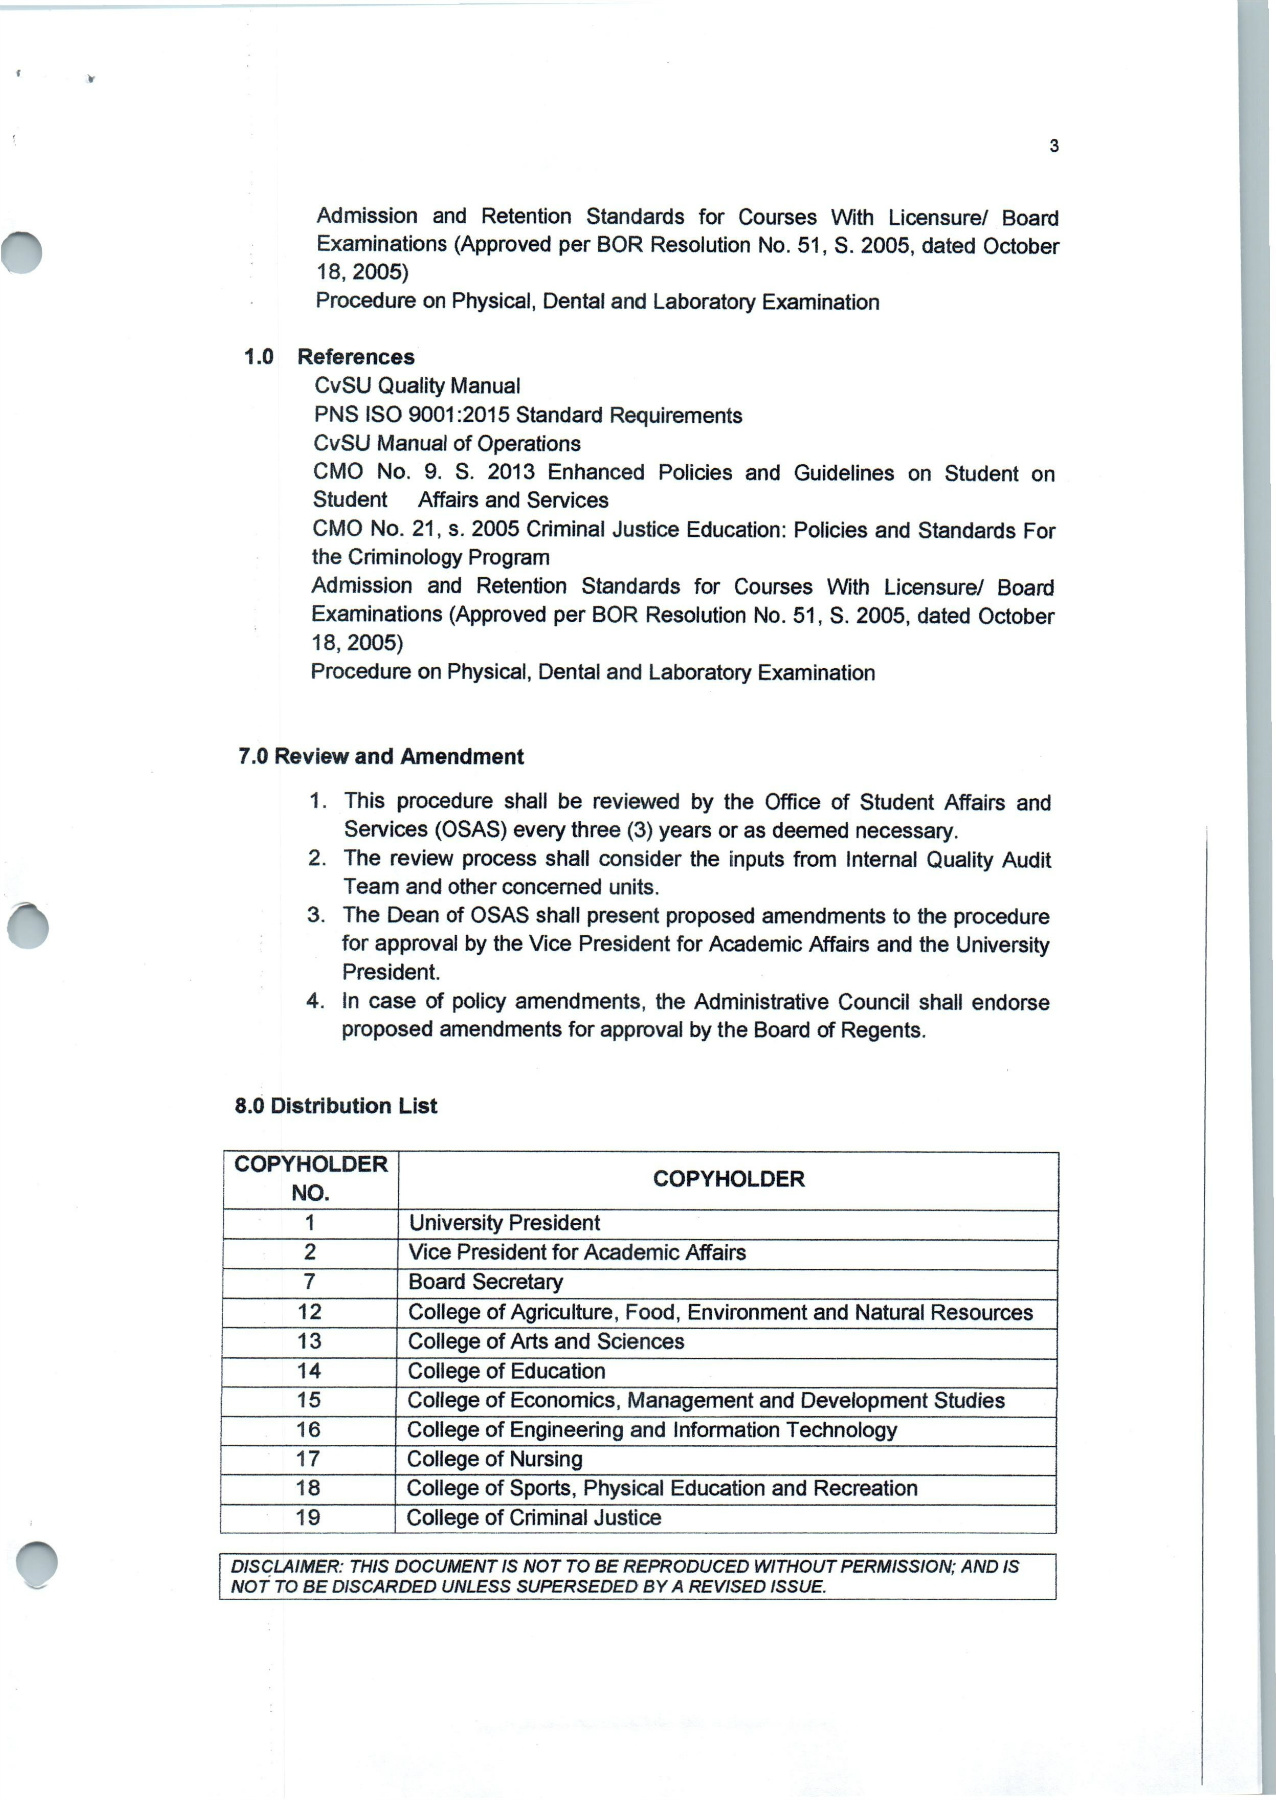 3
Admission and Retention Standards for Courses With Licensure/ Board
Examinations (Approved per BOR Resolution No. 51, S. 2005, dated October
18, 2005)
Procedure on Physical, Dental and Laboratory Examination
1.0 References
CvSU Quality Manual
PNS ISO 9001:2015 Standard Requirements
CvSU Manual of Operations
CMO No. 9. S. 2013 Enhanced Policies and Guidelines on Student on
Student Affairs and Services
CMO No. 21, s. 2005 Criminal Justice Education: Policies and Standards For
the Criminology Program
Admission and Retention Standards for Courses With Licensure/ Board
Examinations (Approved per BOR Resolution No. 51, S. 2005, dated October
18, 2005)
Procedure on Physical, Dental and Laboratory Examination
7.0 Review and Amendment
1. This procedure shall be reviewed by the Office of Student Affairs and
Services (OSAS) every three (3) years or as deemed necessary.
2. The review process shall consider the inputs from Internal Quality Audit
Team and other concerned units.
3. The Dean of OSAS shall present proposed amendments to the procedure
for approval by the Vice President for Academic Affairs and the University
President.
4. In case of policy amendments, the Administrative Council shall endorse
proposed amendments for approval by the Board of Regents.
8.0 Distribution List
COPYHOLDER
NO.
COPYHOLDER
1 University President
2 Vice President for Academic Affairs
7 Board Secretary
12 College of Agriculture, Food, Environment and Natural Resources
13 College of Arts and Sciences
14 College of Education
15 College of Economics, Management and Development Studies
16 College of Engineering and Information Technology
17 College of Nursing
18 College of Sports, Physical Education and Recreation
19 College of Criminal Justice
DISCLAIMER: THIS DOCUMENT IS NOT TO BE REPRODUCED WITHOUT PERMISSION; AND IS
NOT TO BE DISCARDED UNLESS SUPERSEDED BY A REVISED ISSUE.